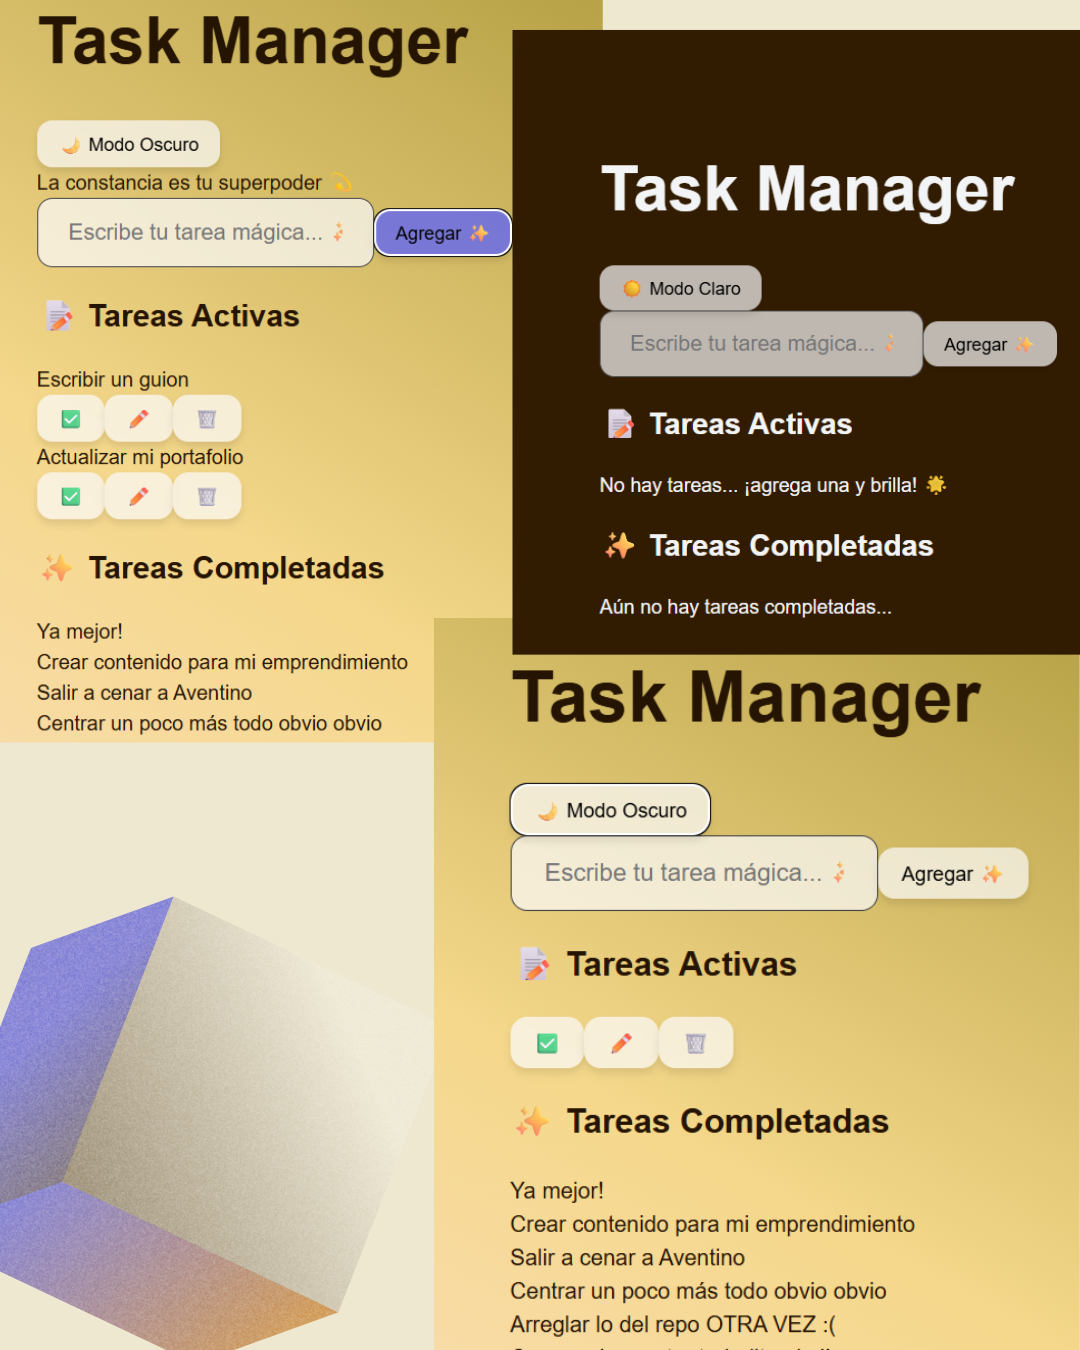 Task Manager
Modo Oscuro
La constancia es tu superpoder
Escribe tu tarea mágica...
Agregar
Tareas Activas
Escribir un guion
Actualizar mi portafolio
Tareas Completadas
Ya mejor!
Crear contenido para mi emprendimiento
Salir a cenar a Aventino
Centrar un poco más todo obvio obvio
Task Manager
Modo Claro
Escribe tu tarea mágica...
Agregar
Tareas Activas
No hay tareas... ¡agrega una y brilla!
Tareas Completadas
Aún no hay tareas completadas...
Task Manager
Modo Oscuro
Escribe tu tarea mágica...
Agregar
Tareas Activas
Tareas Completadas
Ya mejor!
Crear contenido para mi emprendimiento
Salir a cenar a Aventino
Centrar un poco más todo obvio obvio
Arreglar lo del repo OTRA VEZ :(